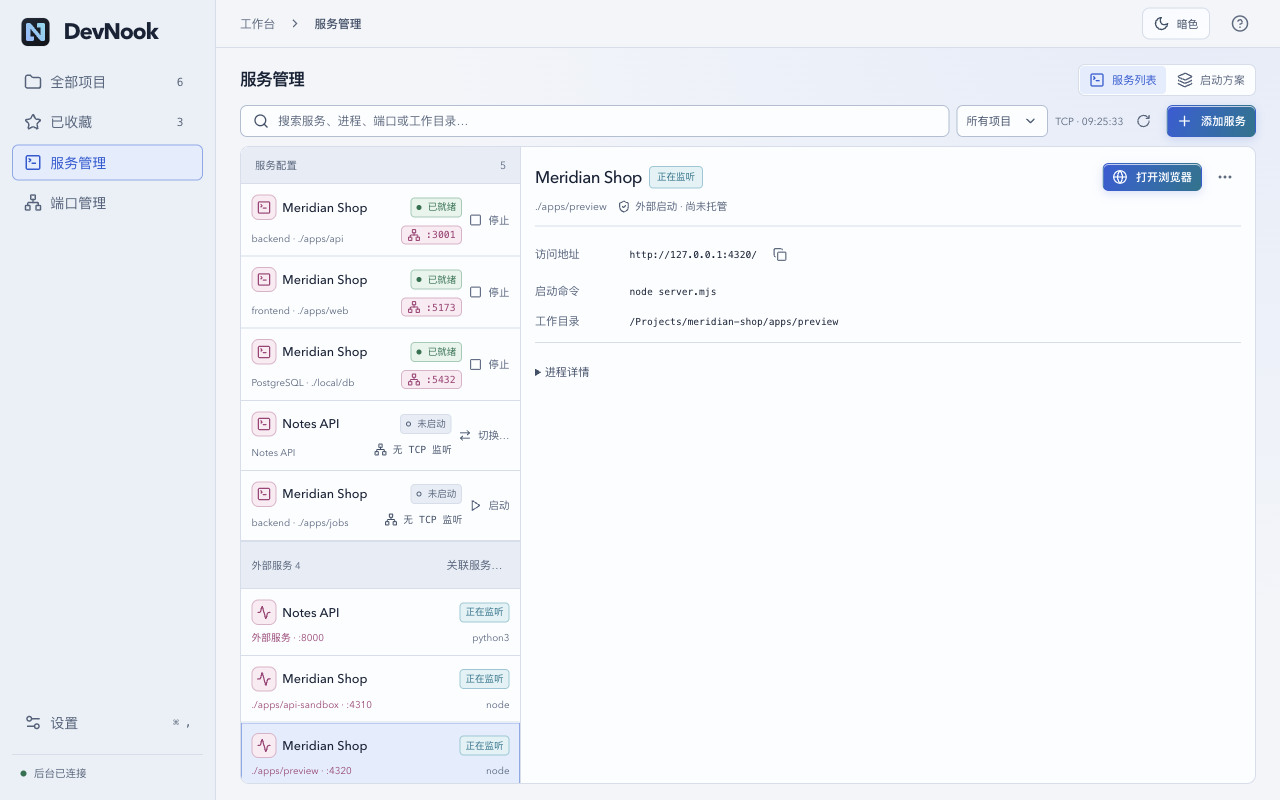 DevNook
全部项目 6
已收藏 3
服务管理
端口管理
设置 ⌘ ,
后台已连接
工作台 > 服务管理
暗色
服务管理
服务列表 启动方案
搜索服务、进程、端口或工作目录…
所有项目
TCP · 09:25:33
添加服务
服务配置 5
Meridian Shop 已就绪
停止
backend · ./apps/api :3001
Meridian Shop 已就绪
停止
frontend · ./apps/web :5173
Meridian Shop 已就绪
停止
PostgreSQL · ./local/db :5432
Notes API 未启动
切换…
Notes API 无 TCP 监听
Meridian Shop 未启动
启动
backend · ./apps/jobs 无 TCP 监听
外部服务 4 关联服务…
Notes API 正在监听
外部服务 · :8000 python3
Meridian Shop 正在监听
./apps/api-sandbox · :4310 node
Meridian Shop 正在监听
./apps/preview · :4320 node
Meridian Shop 正在监听
打开浏览器
./apps/preview 外部启动 · 尚未托管
访问地址 http://127.0.0.1:4320/
启动命令 node server.mjs
工作目录 /Projects/meridian-shop/apps/preview
进程详情